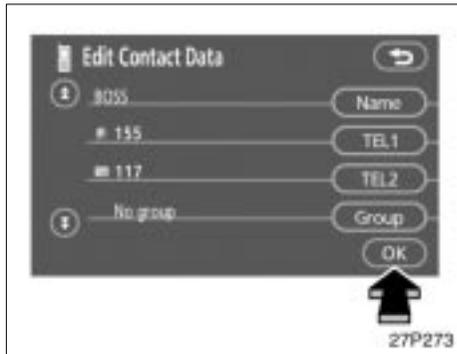 Edit Contact Data
BOSS Name
155 TEL1
117 TEL2
No group Group
OK
27P273